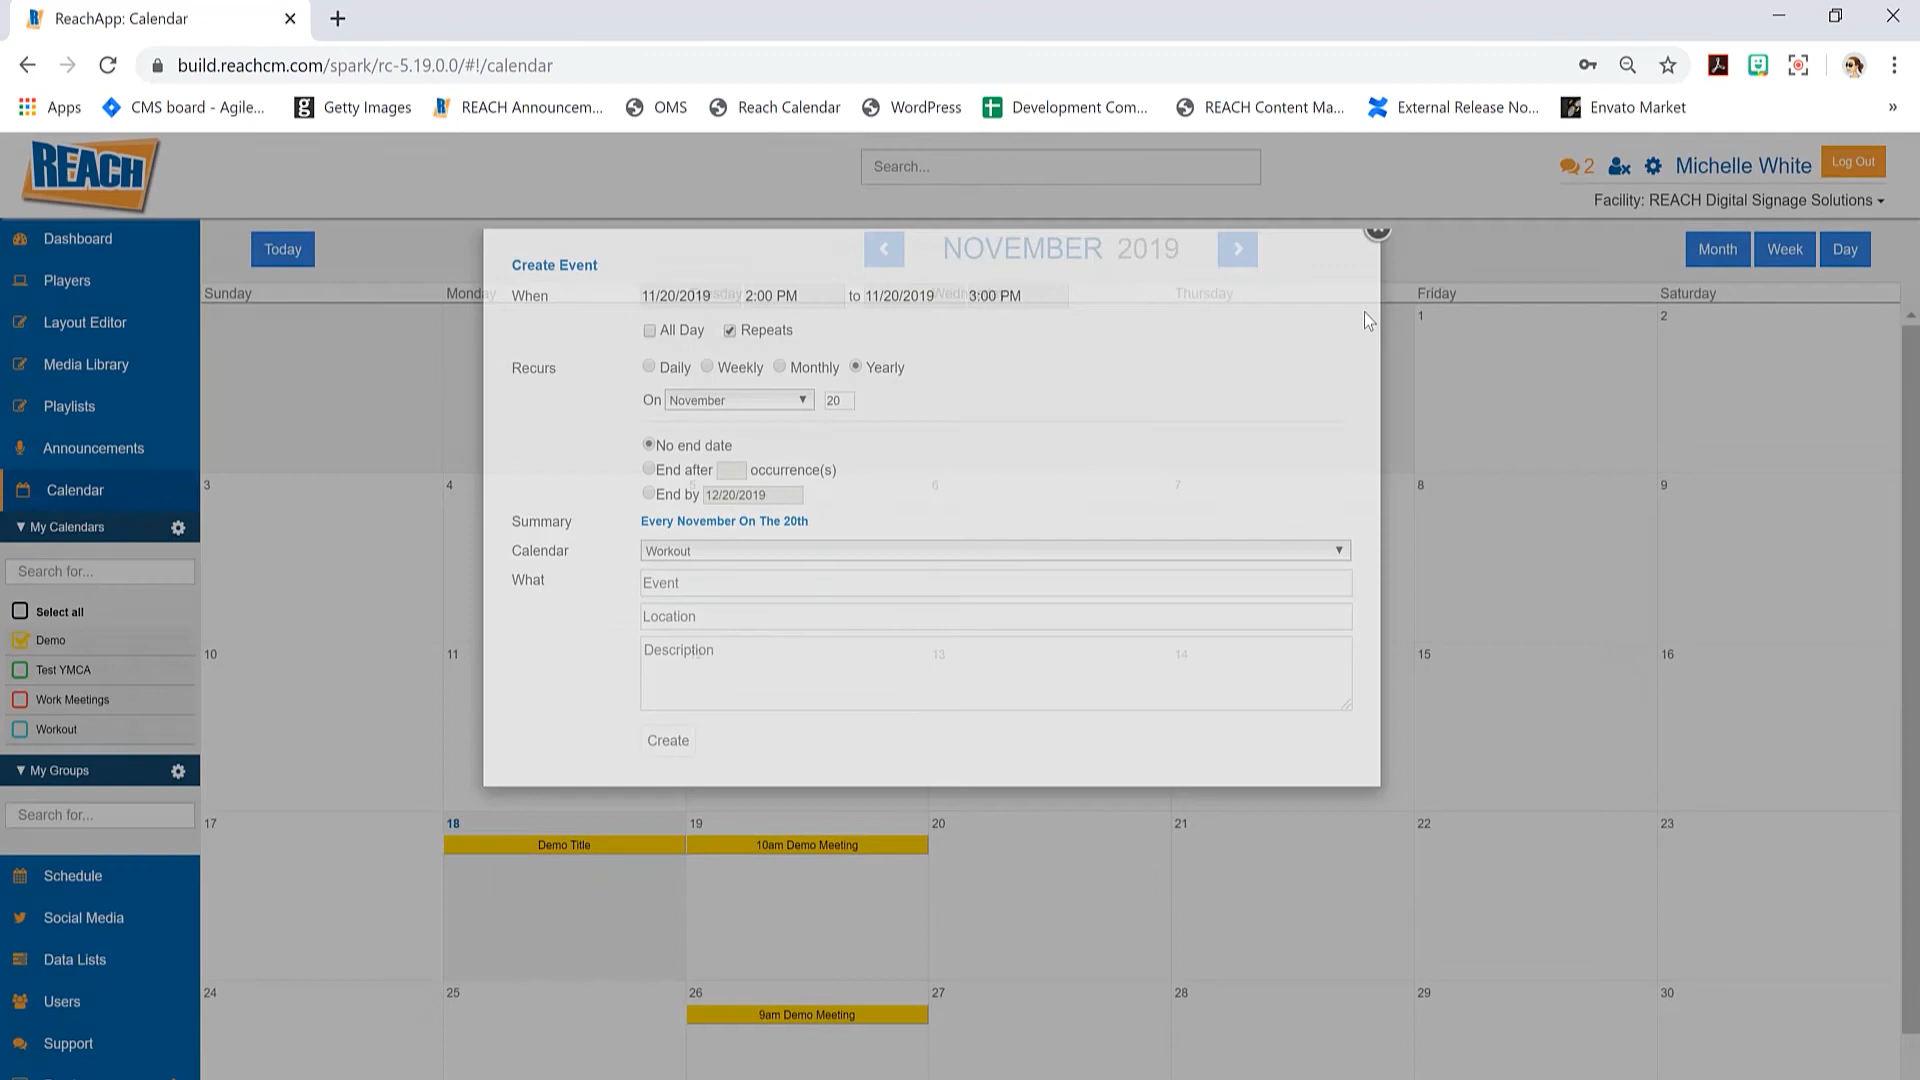 ReachApp: Calendar
build.reachcm.com/spark/rc-5.19.0.0/#!/calendar
Apps CMS board - Agile... Getty Images REACH Announcem... OMS Reach Calendar WordPress Development Com... REACH Content Ma... External Release No... Envato Market »
REACH
Search...
2 Michelle White Log Out
Facility: REACH Digital Signage Solutions
Dashboard
Players
Layout Editor
Media Library
Playlists
Announcements
Calendar
My Calendars
Search for...
Select all
Demo
Test YMCA
Work Meetings
Workout
My Groups
Search for...
Schedule
Social Media
Data Lists
Users
Support
Today NOVEMBER 2019 Month Week Day
Sunday Monday Thursday Friday Saturday
Create Event
When 11/20/2019 2:00 PM to 11/20/2019 3:00 PM
All Day Repeats
Recurs Daily Weekly Monthly Yearly
On November 20
No end date
End after occurrence(s)
End by 12/20/2019
Summary Every November On The 20th
Calendar Workout
What Event
Location
Description
Create
1 2
3 4 5 6 7 8 9
10 11 13 14 15 16
17 18 19 20 21 22 23
Demo Title 10am Demo Meeting
24 25 26 27 28 29 30
9am Demo Meeting